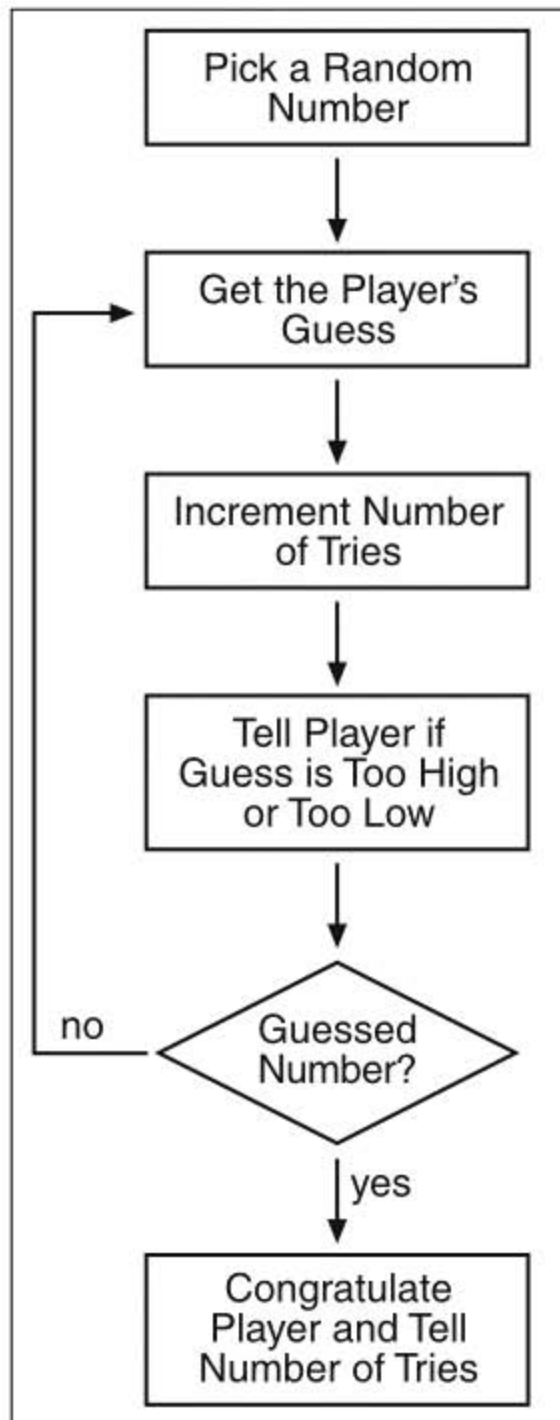 Pick a Random
Number
Get the Player's
Guess
Increment Number
of Tries
Tell Player if
Guess is Too High
or Too Low
Guessed
Number?
no
yes
Congratulate
Player and Tell
Number of Tries